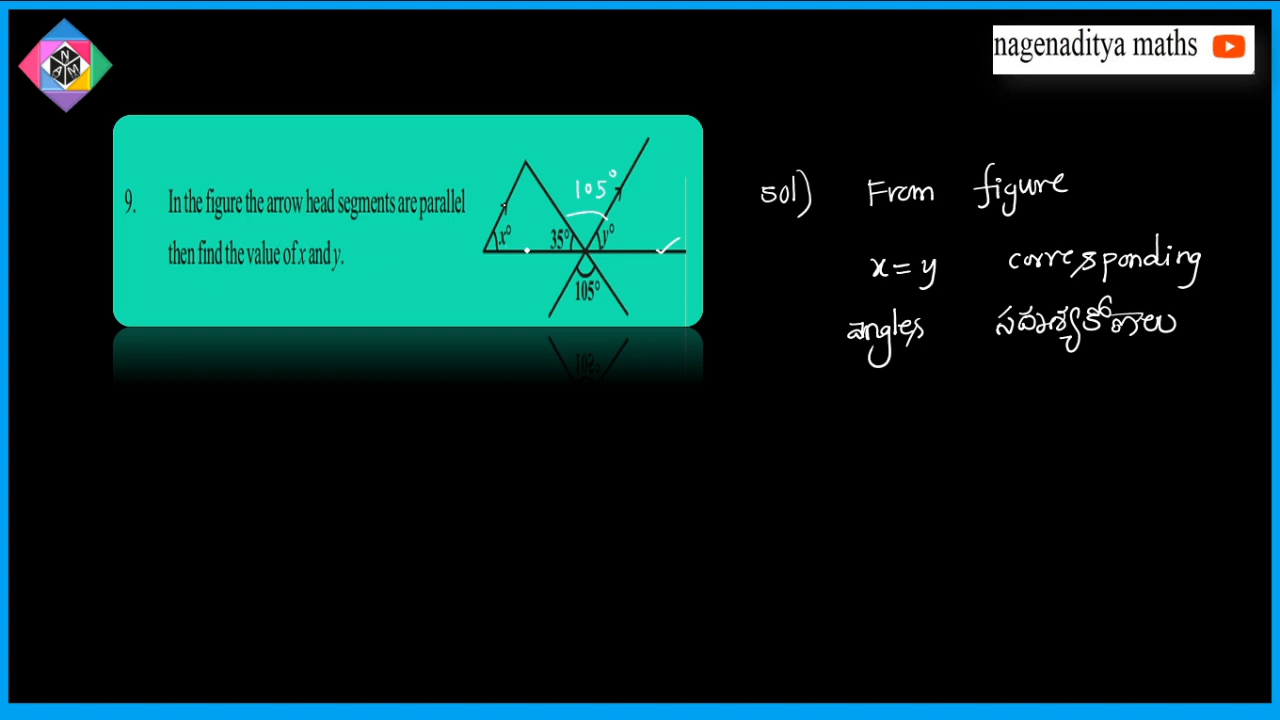 N
A M
nagenaditya maths
9. In the figure the arrow head segments are parallel
then find the value of x and y.
105°
x° 35° y°
105°
Sol) From figure
x = y corresponding
angles సదృశ్యకోణాలు